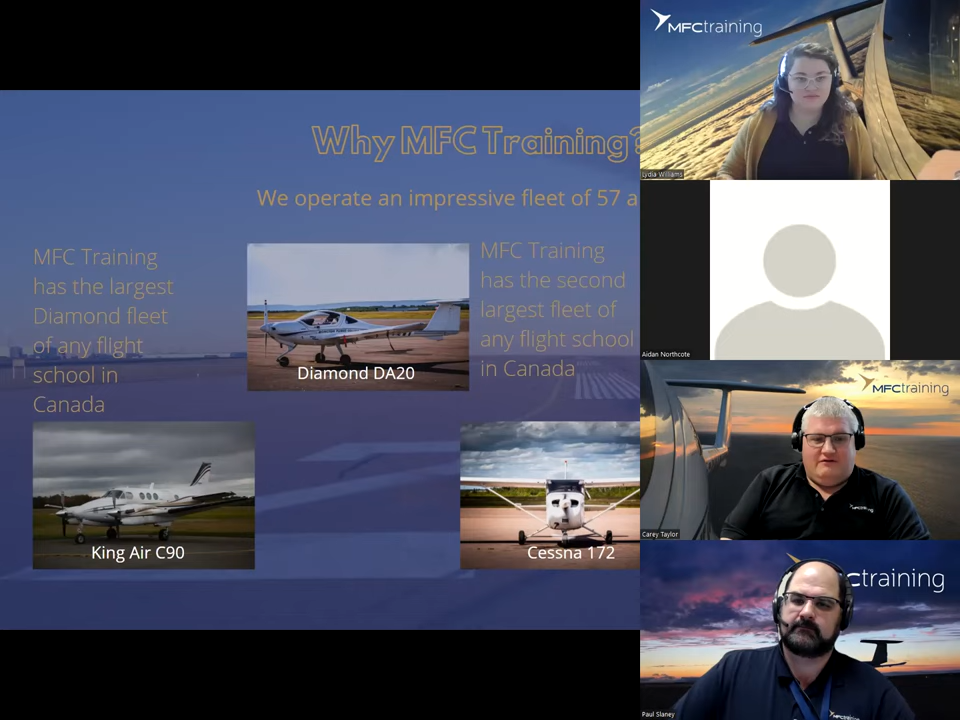 Why MFC Training?
We operate an impressive fleet of 57 a
MFC Training
has the largest
Diamond fleet
of any flight
school in
Canada
Diamond DA20
MFC Training
has the second
largest fleet of
any flight school
in Canada
King Air C90
Cessna 172
MFCtraining
Lydia Williams
Aidan Northcote
MFCtraining
Carey Taylor
ctraining
Paul Slaney